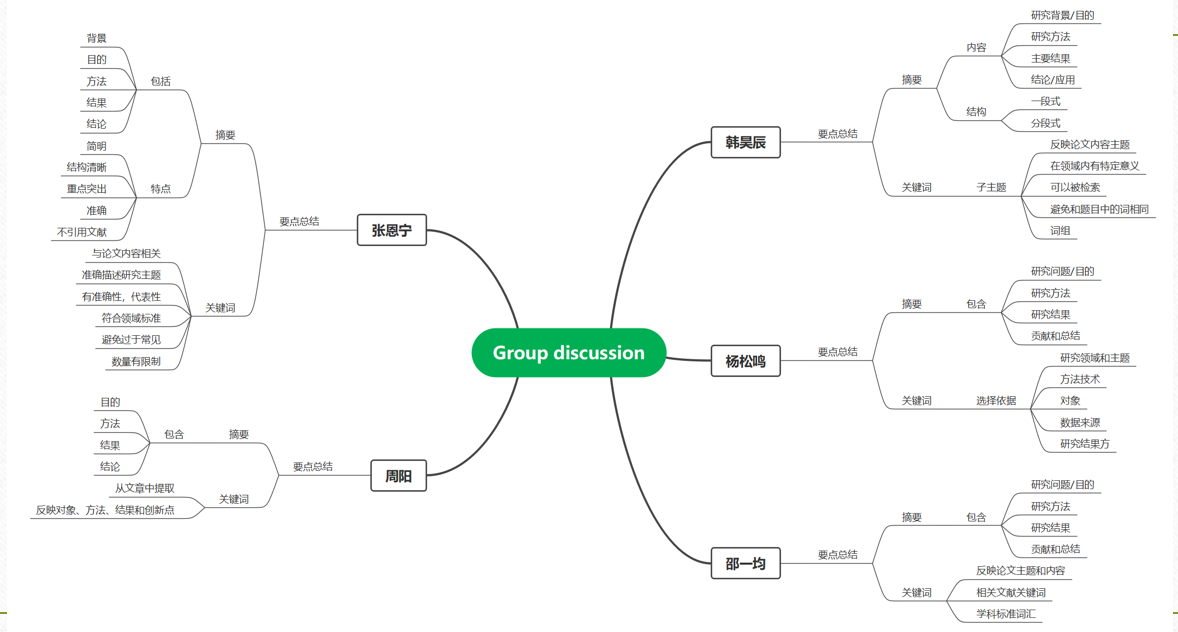 Group discussion
韩昊辰
要点总结
摘要
内容
研究背景/目的
研究方法
主要结果
结论/应用
结构
一段式
分段式
关键词
子主题
反映论文内容主题
在领域内有特定意义
可以被检索
避免和题目中的词相同
词组
杨松鸣
要点总结
摘要
包含
研究问题/目的
研究方法
研究结果
贡献和总结
关键词
选择依据
研究领域和主题
方法技术
对象
数据来源
研究结果方
邵一均
要点总结
摘要
包含
研究问题/目的
研究方法
研究结果
贡献和总结
关键词
反映论文主题和内容
相关文献关键词
学科标准词汇
张恩宁
要点总结
摘要
包括
背景
目的
方法
结果
结论
特点
简明
结构清晰
重点突出
准确
不引用文献
关键词
与论文内容相关
准确描述研究主题
有准确性，代表性
符合领域标准
避免过于常见
数量有限制
周阳
要点总结
摘要
包含
目的
方法
结果
结论
关键词
从文章中提取
反映对象、方法、结果和创新点